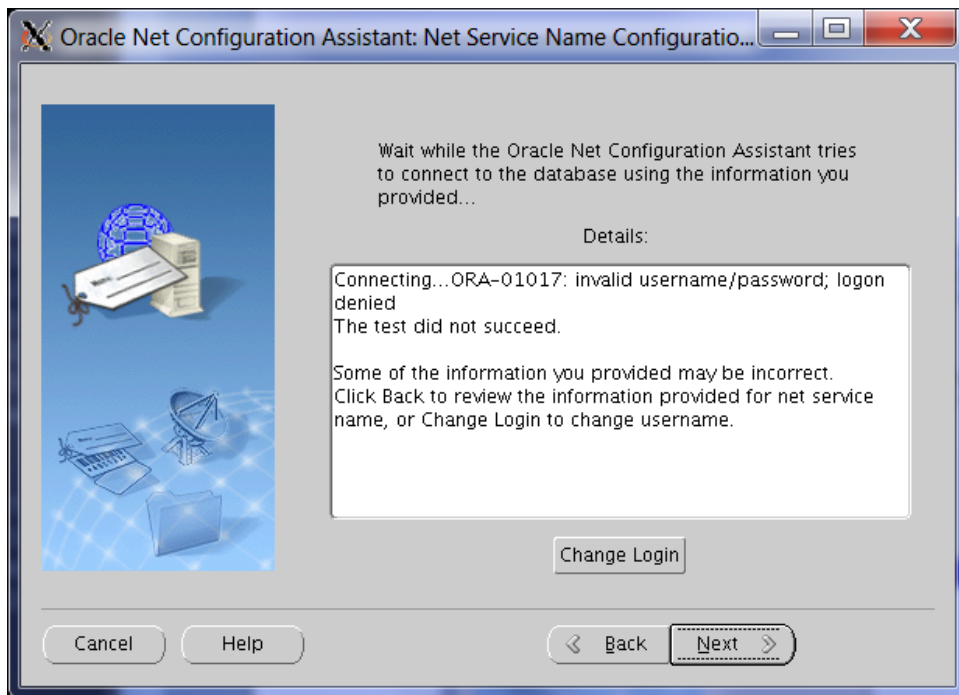 Oracle Net Configuration Assistant: Net Service Name Configuratio...
Wait while the Oracle Net Configuration Assistant tries
to connect to the database using the information you
provided...
Details:
Connecting...ORA-01017: invalid username/password; logon
denied
The test did not succeed.
Some of the information you provided may be incorrect.
Click Back to review the information provided for net service
name, or Change Login to change username.
Change Login
Cancel Help Back Next